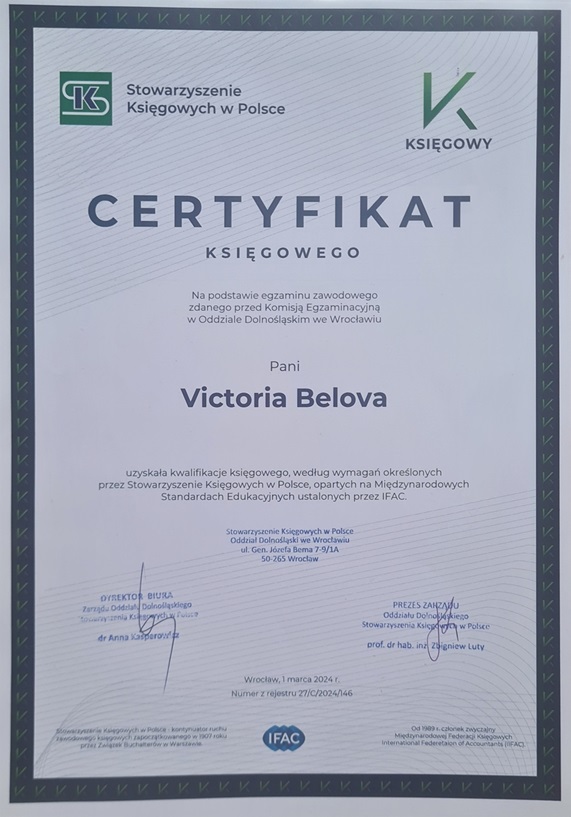 Stowarzyszenie
Księgowych w Polsce
KSIĘGOWY
CERTYFIKAT
KSIĘGOWEGO
Na podstawie egzaminu zawodowego
zdanego przed Komisją Egzaminacyjną
w Oddziale Dolnośląskim we Wrocławiu
Pani
Victoria Belova
uzyskała kwalifikacje księgowego, według wymagań określonych
przez Stowarzyszenie Księgowych w Polsce, opartych na Międzynarodowych
Standardach Edukacyjnych ustalonych przez IFAC.
Stowarzyszenie Księgowych w Polsce
Oddział Dolnośląski we Wrocławiu
ul. Gen. Józefa Bema 7-9/1A
50-265 Wrocław
DYREKTOR BIURA
Zarządu Oddziału Dolnośląskiego
Stowarzyszenia Księgowych w Polsce
dr Anna Kasperowicz
PREZES ZARZĄDU
Oddziału Dolnośląskiego
Stowarzyszenia Księgowych w Polsce
prof. dr hab. inż. Zbigniew Luty
Wrocław, 1 marca 2024 r.
Numer z rejestru 27/C/2024/146
Stowarzyszenie Księgowych w Polsce - kontynuator ruchu
zawodowego księgowych zapoczątkowanego w 1907 roku
przez Związek Buchalterów w Warszawie.
IFAC
Od 1989 r. członek zwyczajny
Międzynarodowej Federacji Księgowych
International Federetaion of Accountants (IFAC)